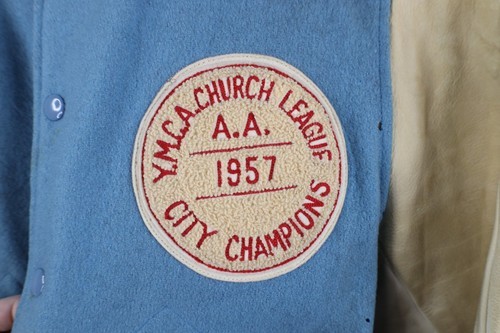 Y.M.C.A. CHURCH LEAGUE
A.A.
1957
CITY CHAMPIONS